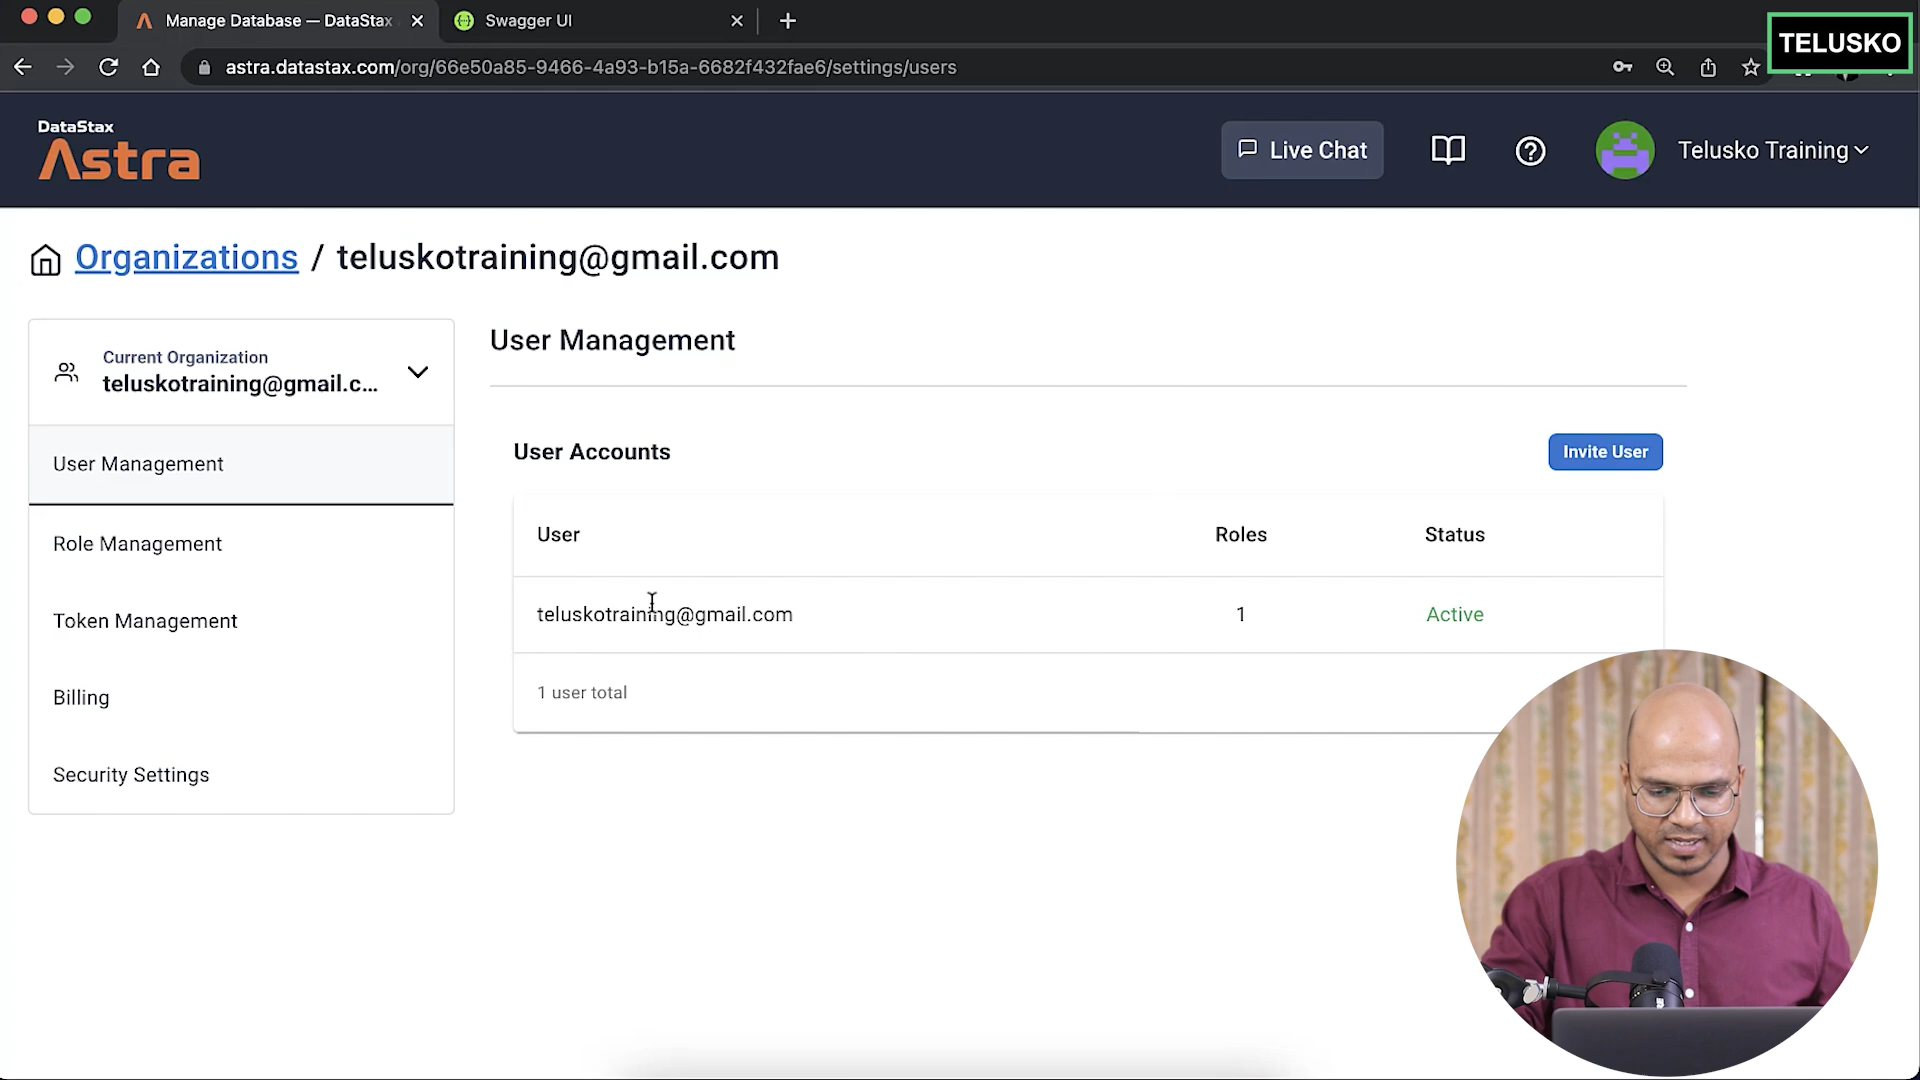 Manage Database — DataStax
Swagger UI
TELUSKO
astra.datastax.com/org/66e50a85-9466-4a93-b15a-6682f432fae6/settings/users
DataStax
Astra
Live Chat
Telusko Training
Organizations / teluskotraining@gmail.com
Current Organization
teluskotraining@gmail.c...
User Management
Role Management
Token Management
Billing
Security Settings
User Management
User Accounts
Invite User
User Roles Status
teluskotraining@gmail.com 1 Active
1 user total